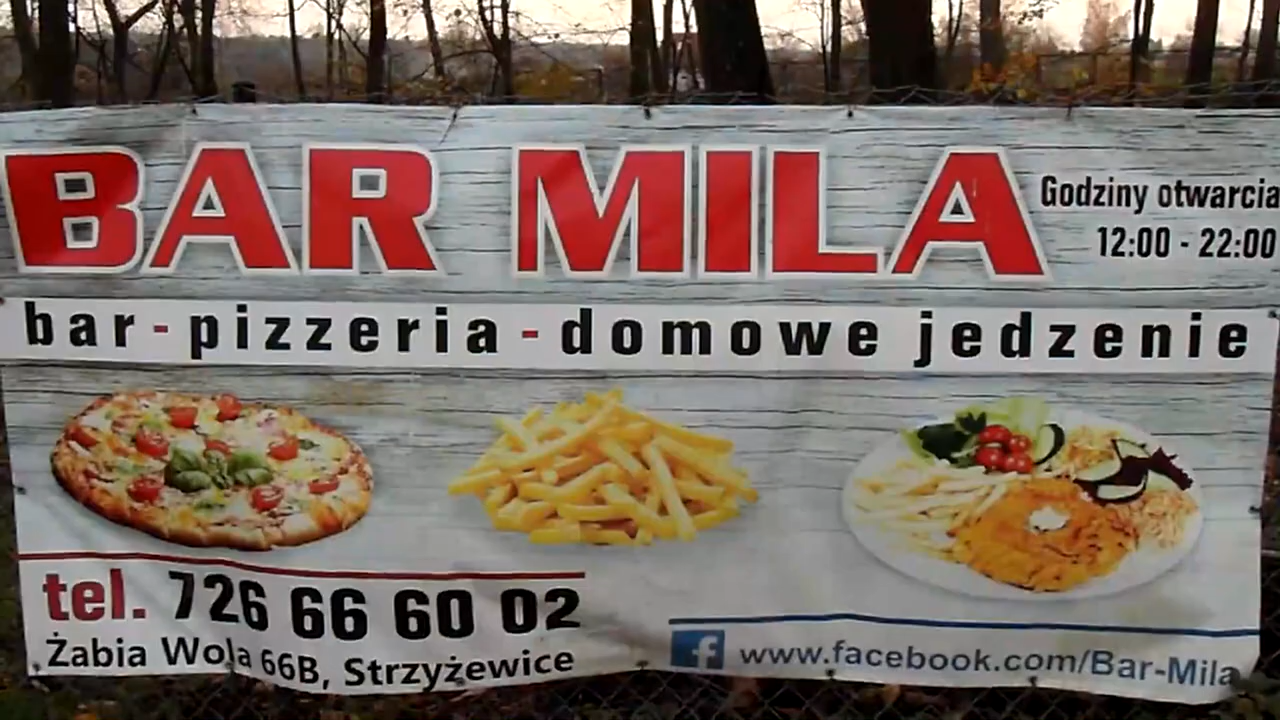 BAR MILA
Godziny otwarcia
12:00 - 22:00
bar - pizzeria - domowe jedzenie
tel. 726 66 60 02
Żabia Wola 66B, Strzyżewice
f www.facebook.com/Bar-Mila